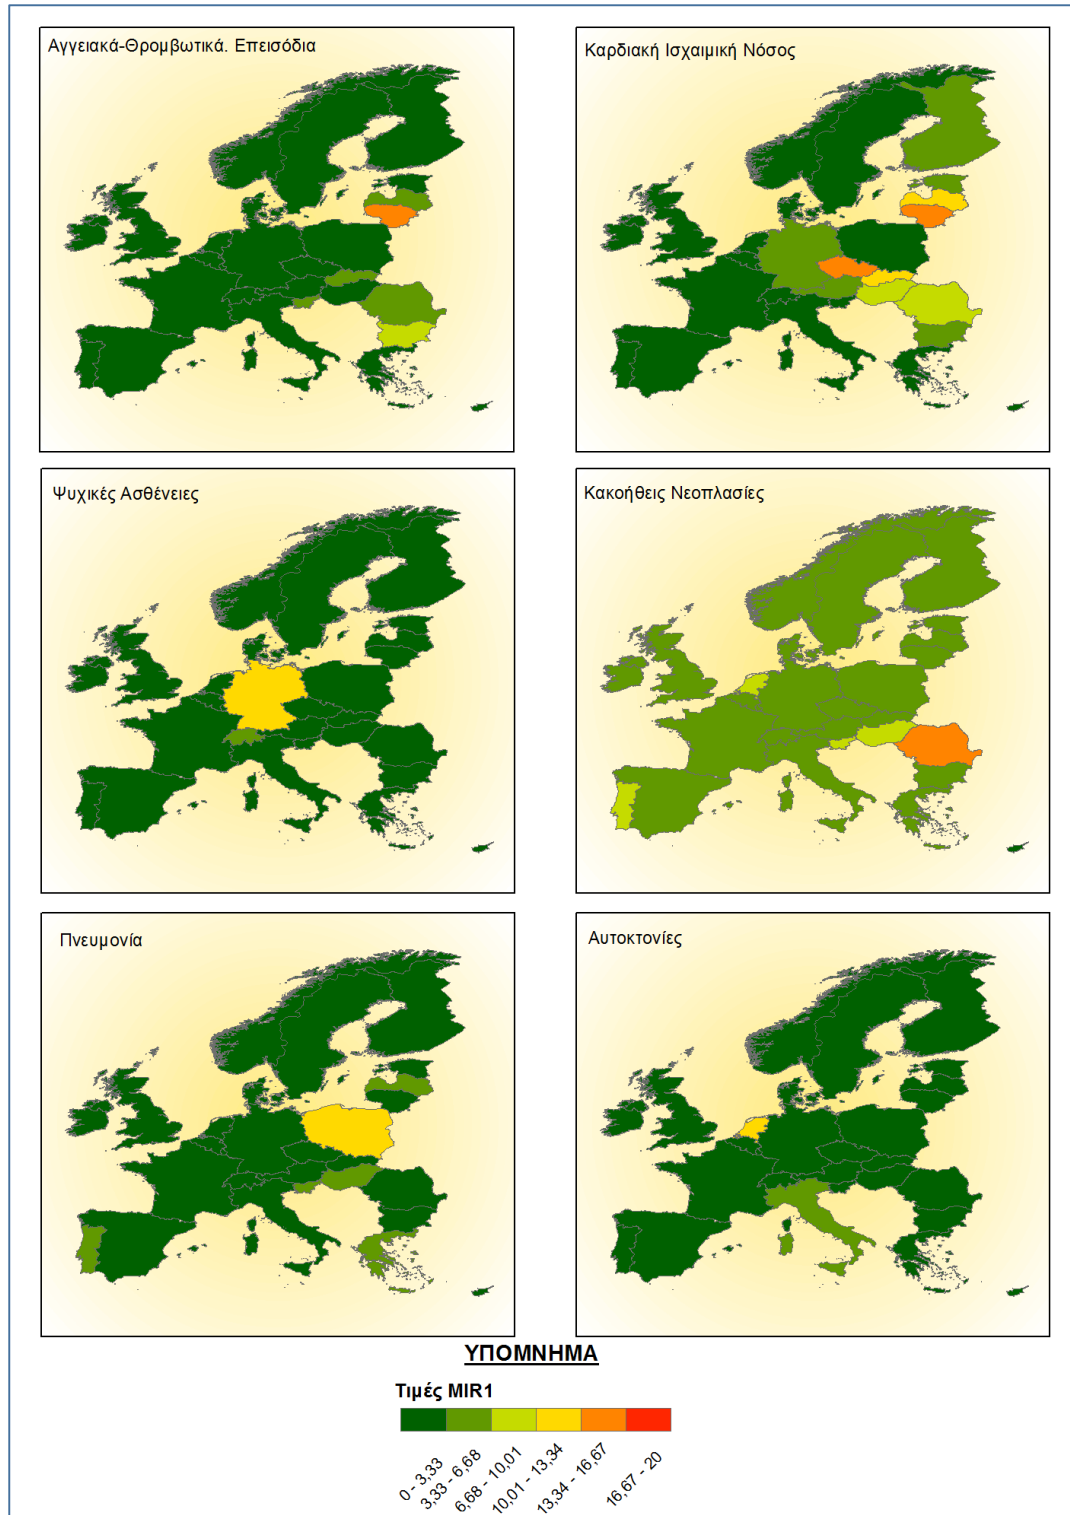 Αγγειακά-Θρομβωτικά. Επεισόδια
Καρδιακή Ισχαιμική Νόσος
Ψυχικές Ασθένειες
Κακοήθεις Νεοπλασίες
Πνευμονία
Αυτοκτονίες
ΥΠΟΜΝΗΜΑ
Τιμές MIR1
0 - 3,33
3,33 - 6,68
6,68 - 10,01
10,01 - 13,34
13,34 - 16,67
16,67 - 20